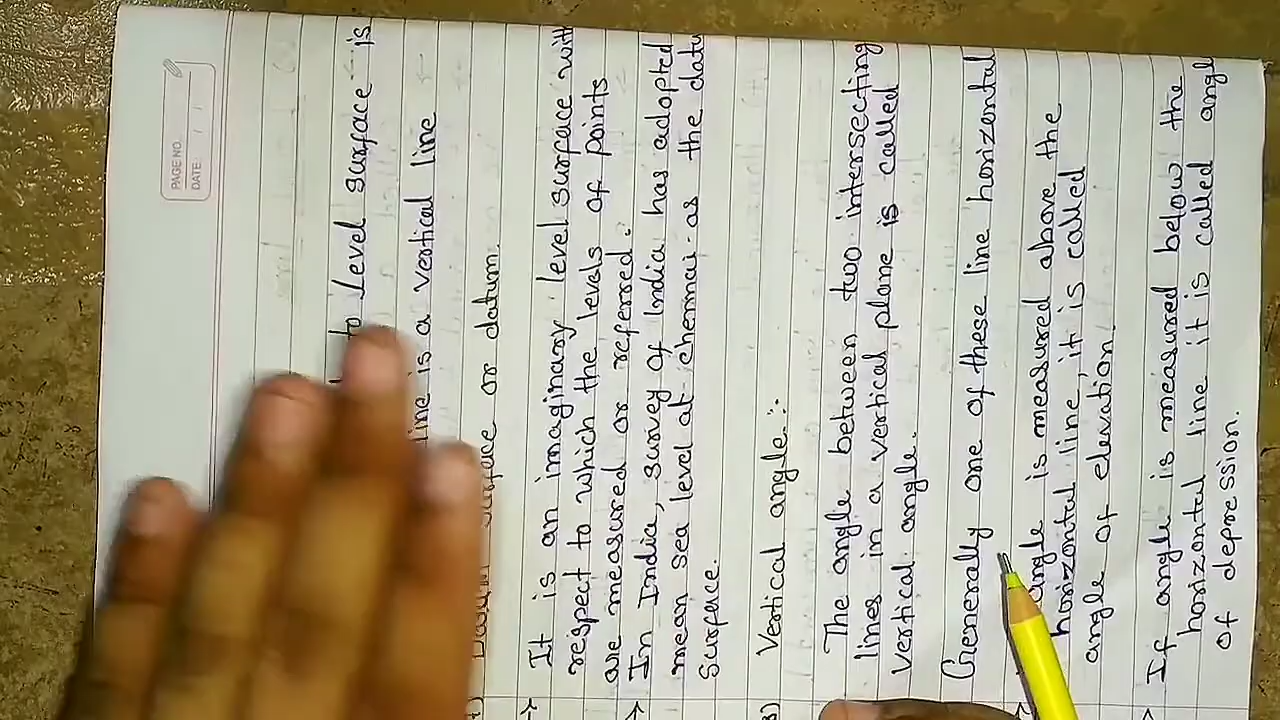 PAGE NO.
DATE: / /
to level surface is
line is a vertical line
surface or datum.
It is an imaginary level surface with
respect to which the levels of points
are measured or referred.
In India, survey of India has adopted
mean sea level at chennai as the datu
surface.
Vertical angle:-
The angle between two intersecting
lines in a vertical plane is called
vertical angle.
Generally one of these line horizontal
angle is measured above the
horizontal line, it is called
angle of elevation.
If angle is measured below the
horizontal line it is called angl
of depression.